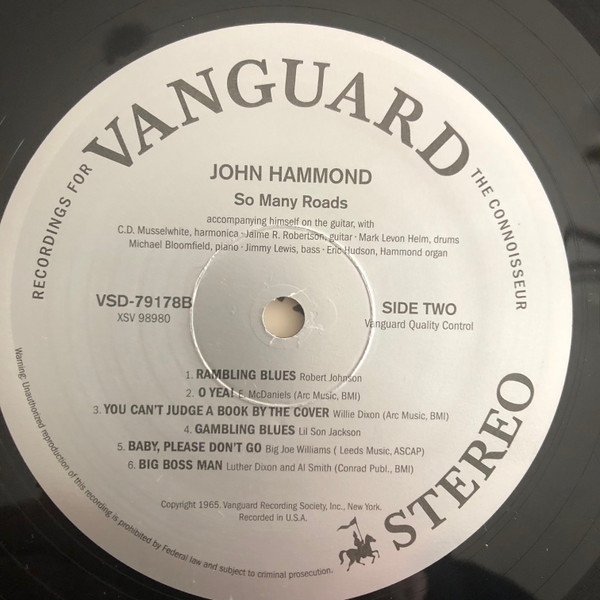 VANGUARD
RECORDINGS FOR
THE CONNOISSEUR
JOHN HAMMOND
So Many Roads
accompanying himself on the guitar, with
C.D. Musselwhite, harmonica · Jaime R. Robertson, guitar · Mark Levon Helm, drums
Michael Bloomfield, piano · Jimmy Lewis, bass · Eric Hudson, Hammond organ
VSD-79178B
XSV 98980
SIDE TWO
Vanguard Quality Control
1. RAMBLING BLUES Robert Johnson
2. O YEA! E McDaniels (Arc Music, BMI)
3. YOU CAN'T JUDGE A BOOK BY THE COVER Willie Dixon (Arc Music, BMI)
4. GAMBLING BLUES Lil Son Jackson
5. BABY, PLEASE DON'T GO Big Joe Williams ( Leeds Music, ASCAP)
6. BIG BOSS MAN Luther Dixon and Al Smith (Conrad Publ., BMI)
Copyright 1965. Vanguard Recording Society, Inc., New York.
Recorded in U.S.A.
STEREO
Warning: Unauthorized reproduction of this recording is prohibited by Federal law and subject to criminal prosecution.